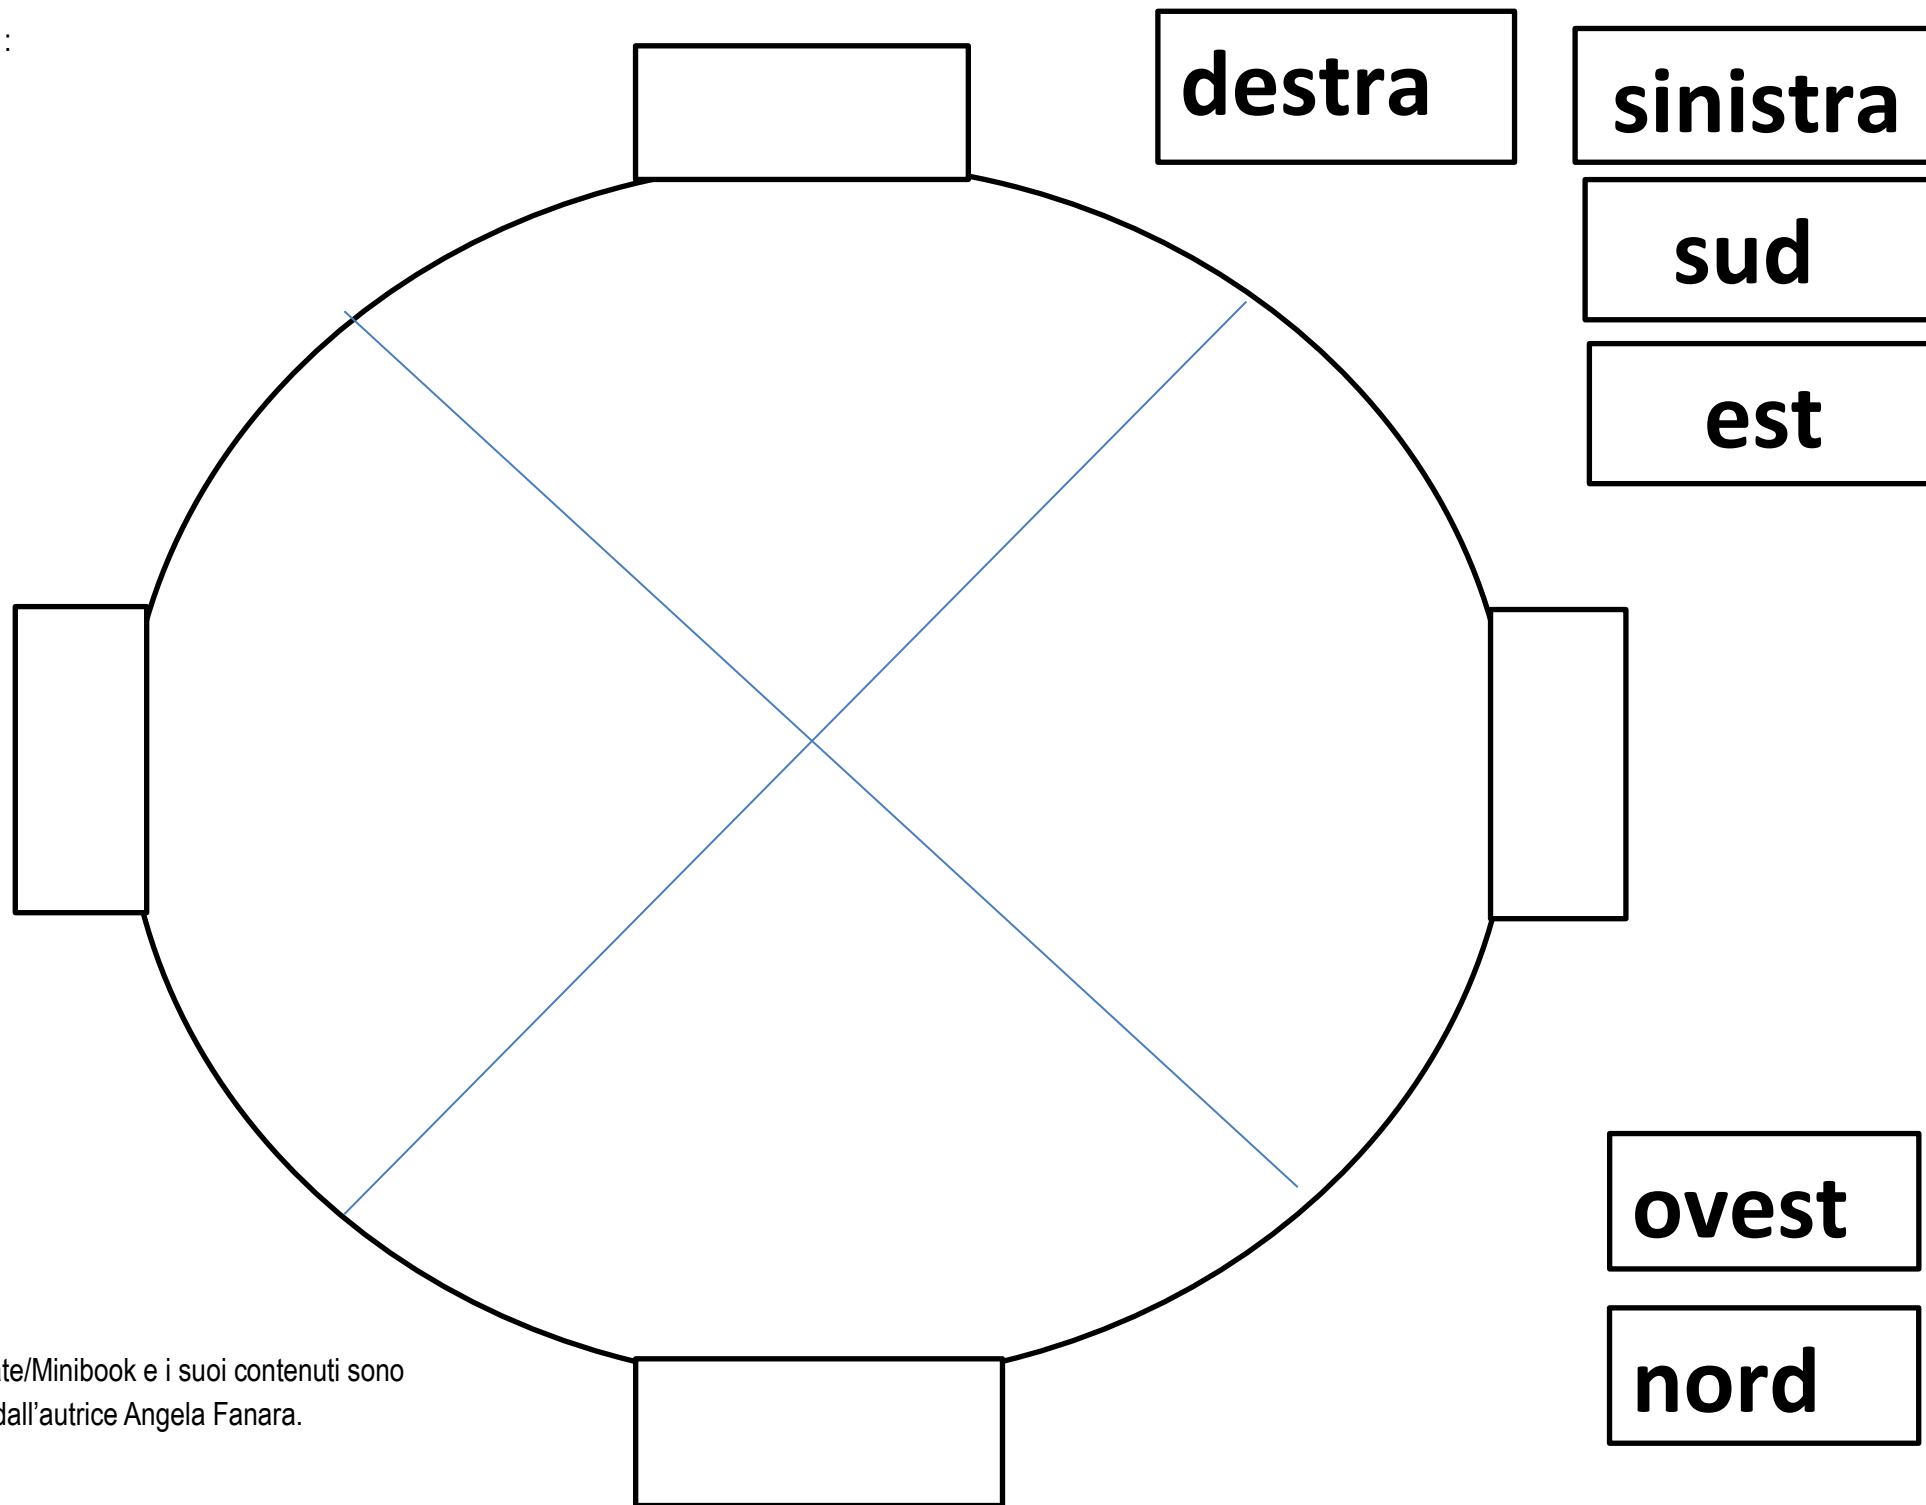 :
destra
sinistra
sud
est
ovest
nord
te/Minibook e i suoi contenuti sono
dall’autrice Angela Fanara.